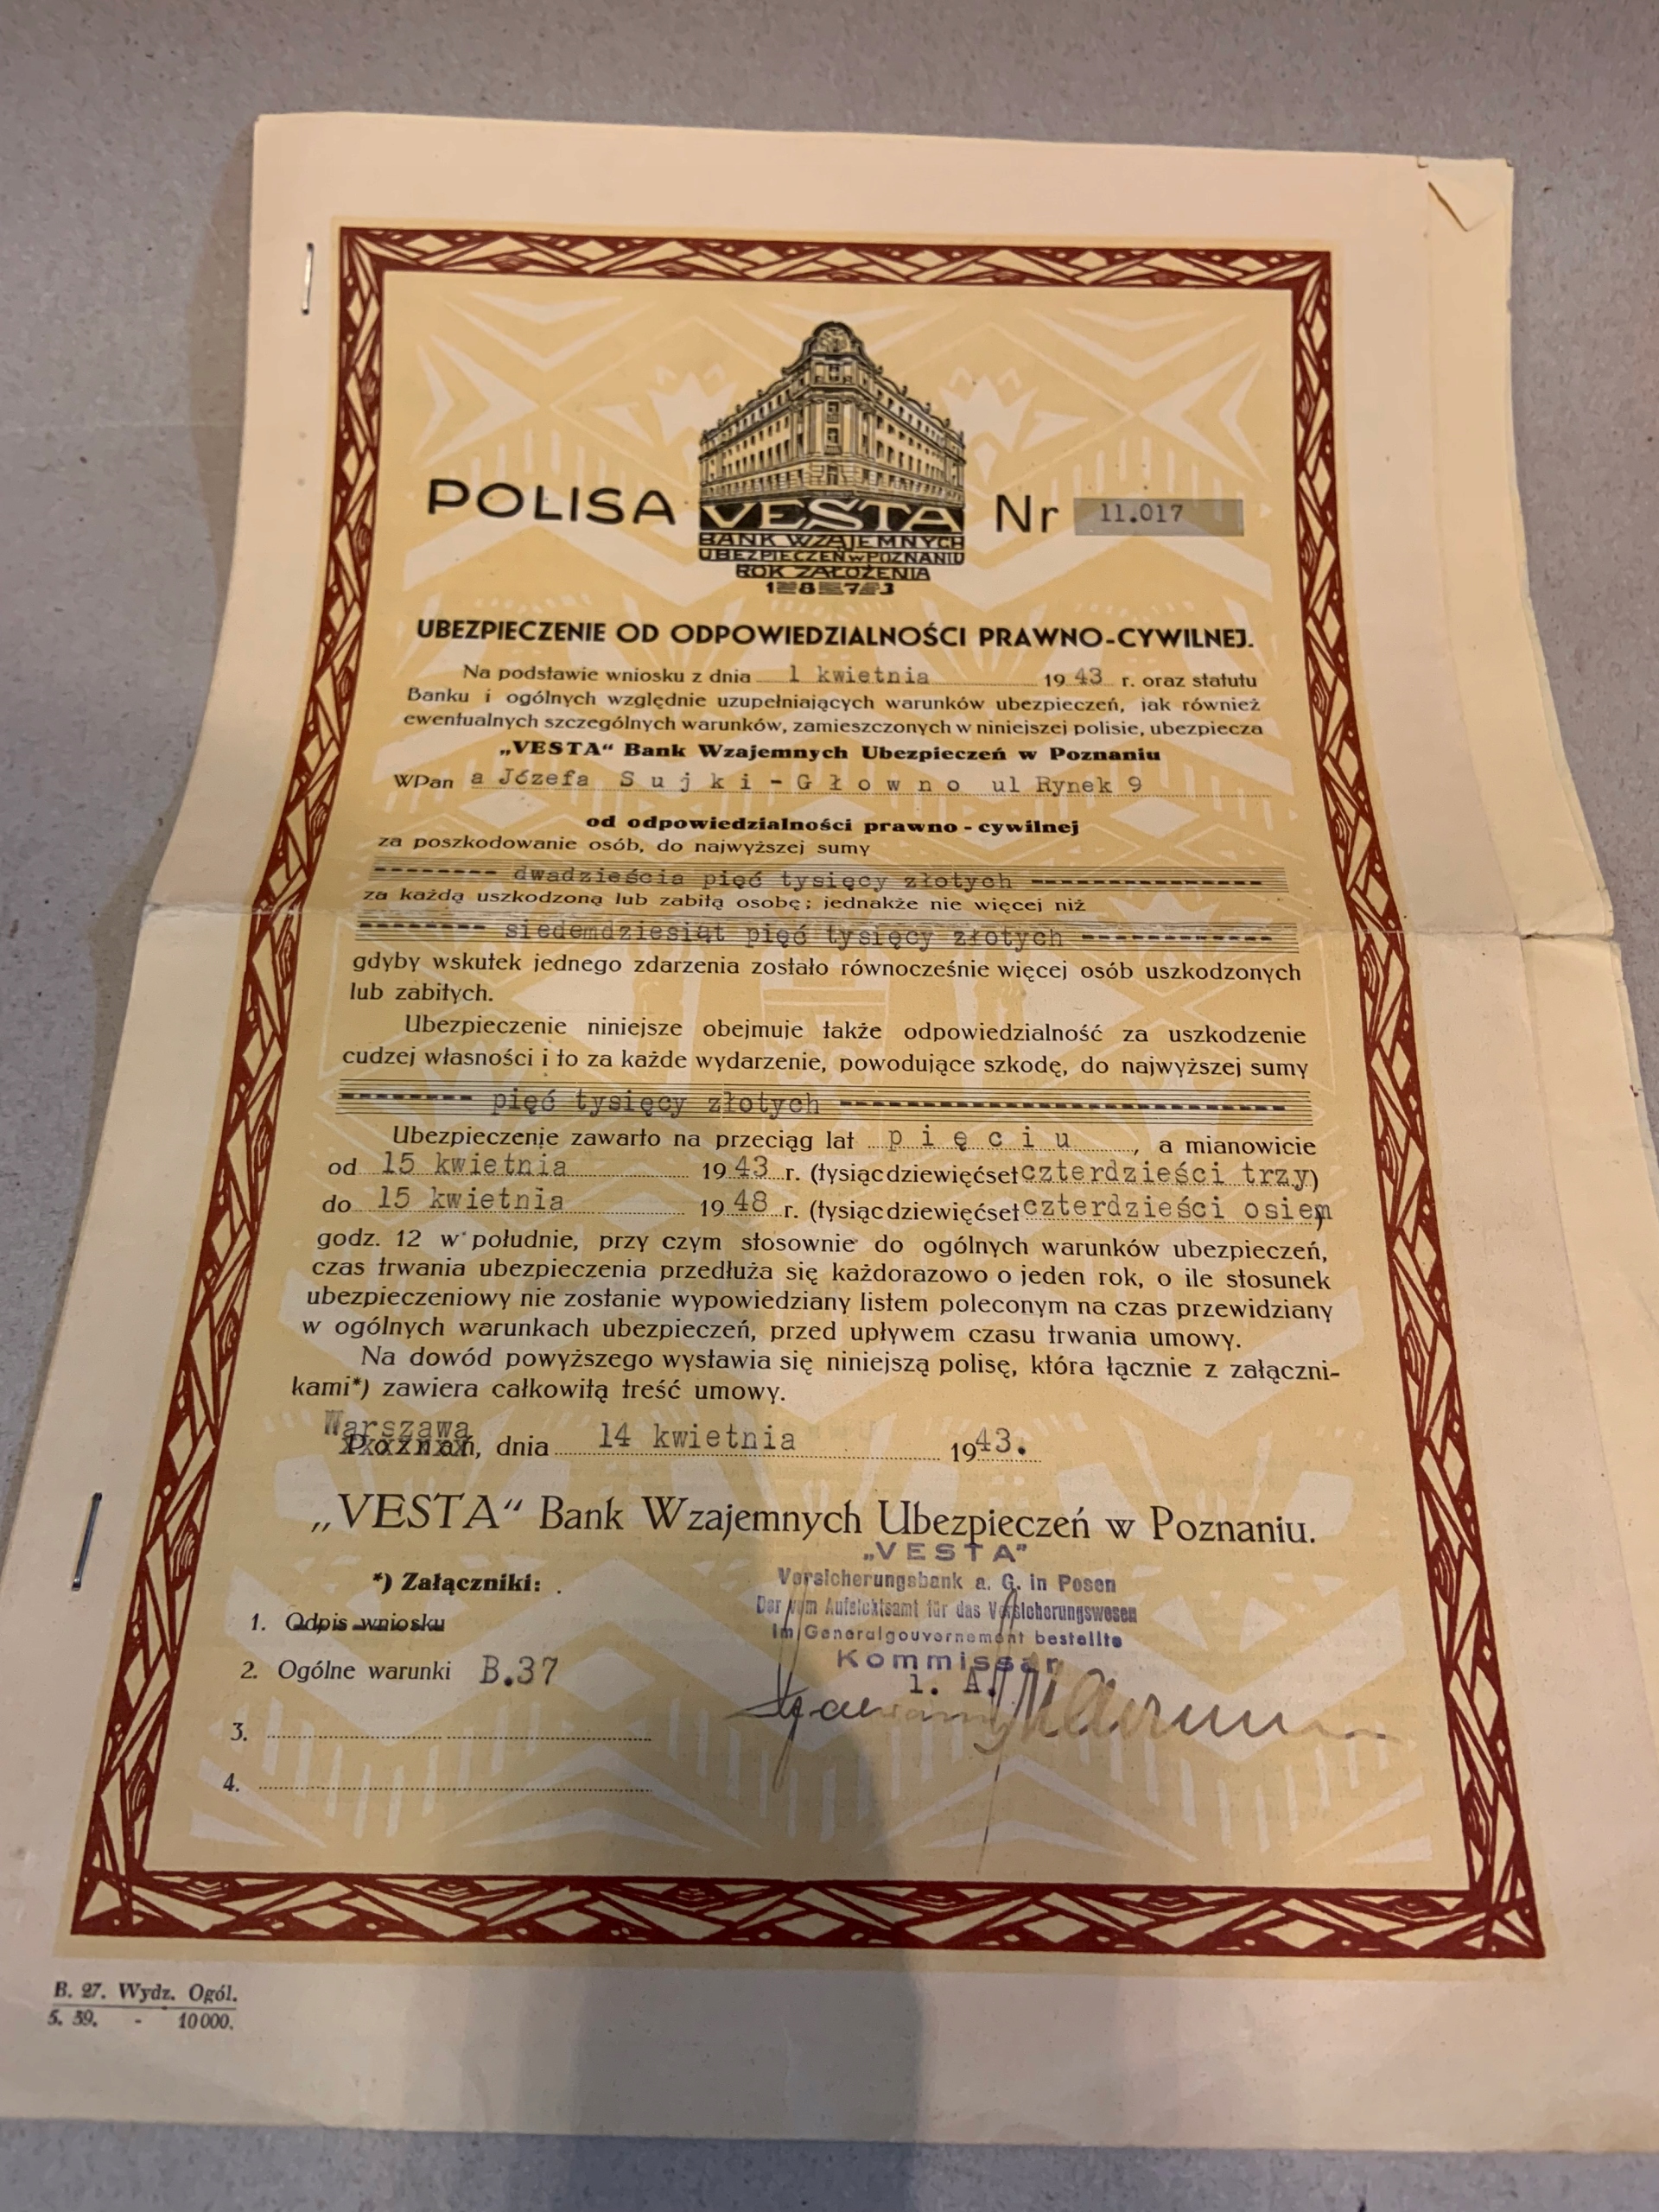 POLISA VESTA Nr 11.017
BANK WZAJEMNYCH
UBEZPIECZEŃ w POZNANIU
ROK ZAŁOŻENIA
1873
UBEZPIECZENIE OD ODPOWIEDZIALNOŚCI PRAWNO-CYWILNEJ.
Na podstawie wniosku z dnia 1 kwietnia 1943 r. oraz statutu
Banku i ogólnych względnie uzupełniających warunków ubezpieczeń, jak również
ewentualnych szczególnych warunków, zamieszczonych w niniejszej polisie, ubezpiecza
„VESTA“ Bank Wzajemnych Ubezpieczeń w Poznaniu
WPan a Józefa Sujki-Głowno ul Rynek 9
od odpowiedzialności prawno-cywilnej
za poszkodowanie osób, do najwyższej sumy
-------- dwadzieścia pięć tysięcy złotych ----------------
za każdą uszkodzoną lub zabitą osobę; jednakże nie więcej niż
-------- siedemdziesiąt pięć tysięcy złotych -------------
gdyby wskutek jednego zdarzenia zostało równocześnie więcej osób uszkodzonych
lub zabitych.
Ubezpieczenie niniejsze obejmuje także odpowiedzialność za uszkodzenie
cudzej własności i to za każde wydarzenie, powodujące szkodę, do najwyższej sumy
-------- pięć tysięcy złotych ----------------------------
Ubezpieczenie zawarto na przeciąg lat pięciu, a mianowicie
od 15 kwietnia 1943 r. (tysiącdziewięćset czterdzieści trzy)
do 15 kwietnia 1948 r. (tysiącdziewięćset czterdzieści osiem)
godz. 12 w południe, przy czym stosownie do ogólnych warunków ubezpieczeń,
czas trwania ubezpieczenia przedłuża się każdorazowo o jeden rok, o ile stosunek
ubezpieczeniowy nie zostanie wypowiedziany listem poleconym na czas przewidziany
w ogólnych warunkach ubezpieczeń, przed upływem czasu trwania umowy.
Na dowód powyższego wystawia się niniejszą polisę, która łącznie z załączni-
kami*) zawiera całkowitą treść umowy.
Warszawa
Poznań, dnia 14 kwietnia 1943.
„VESTA“ Bank Wzajemnych Ubezpieczeń w Poznaniu.
„VESTA”
Versicherungsbank a. G. in Posen
Der vom Aufsichtsamt für das Versicherungswesen
im Generalgouvernement bestellte
Kommissar
i. A.
*) Załączniki:
1. Odpis wniosku
2. Ogólne warunki B.37
3.
4.
B. 27. Wydz. Ogól.
5. 39. - 10000.